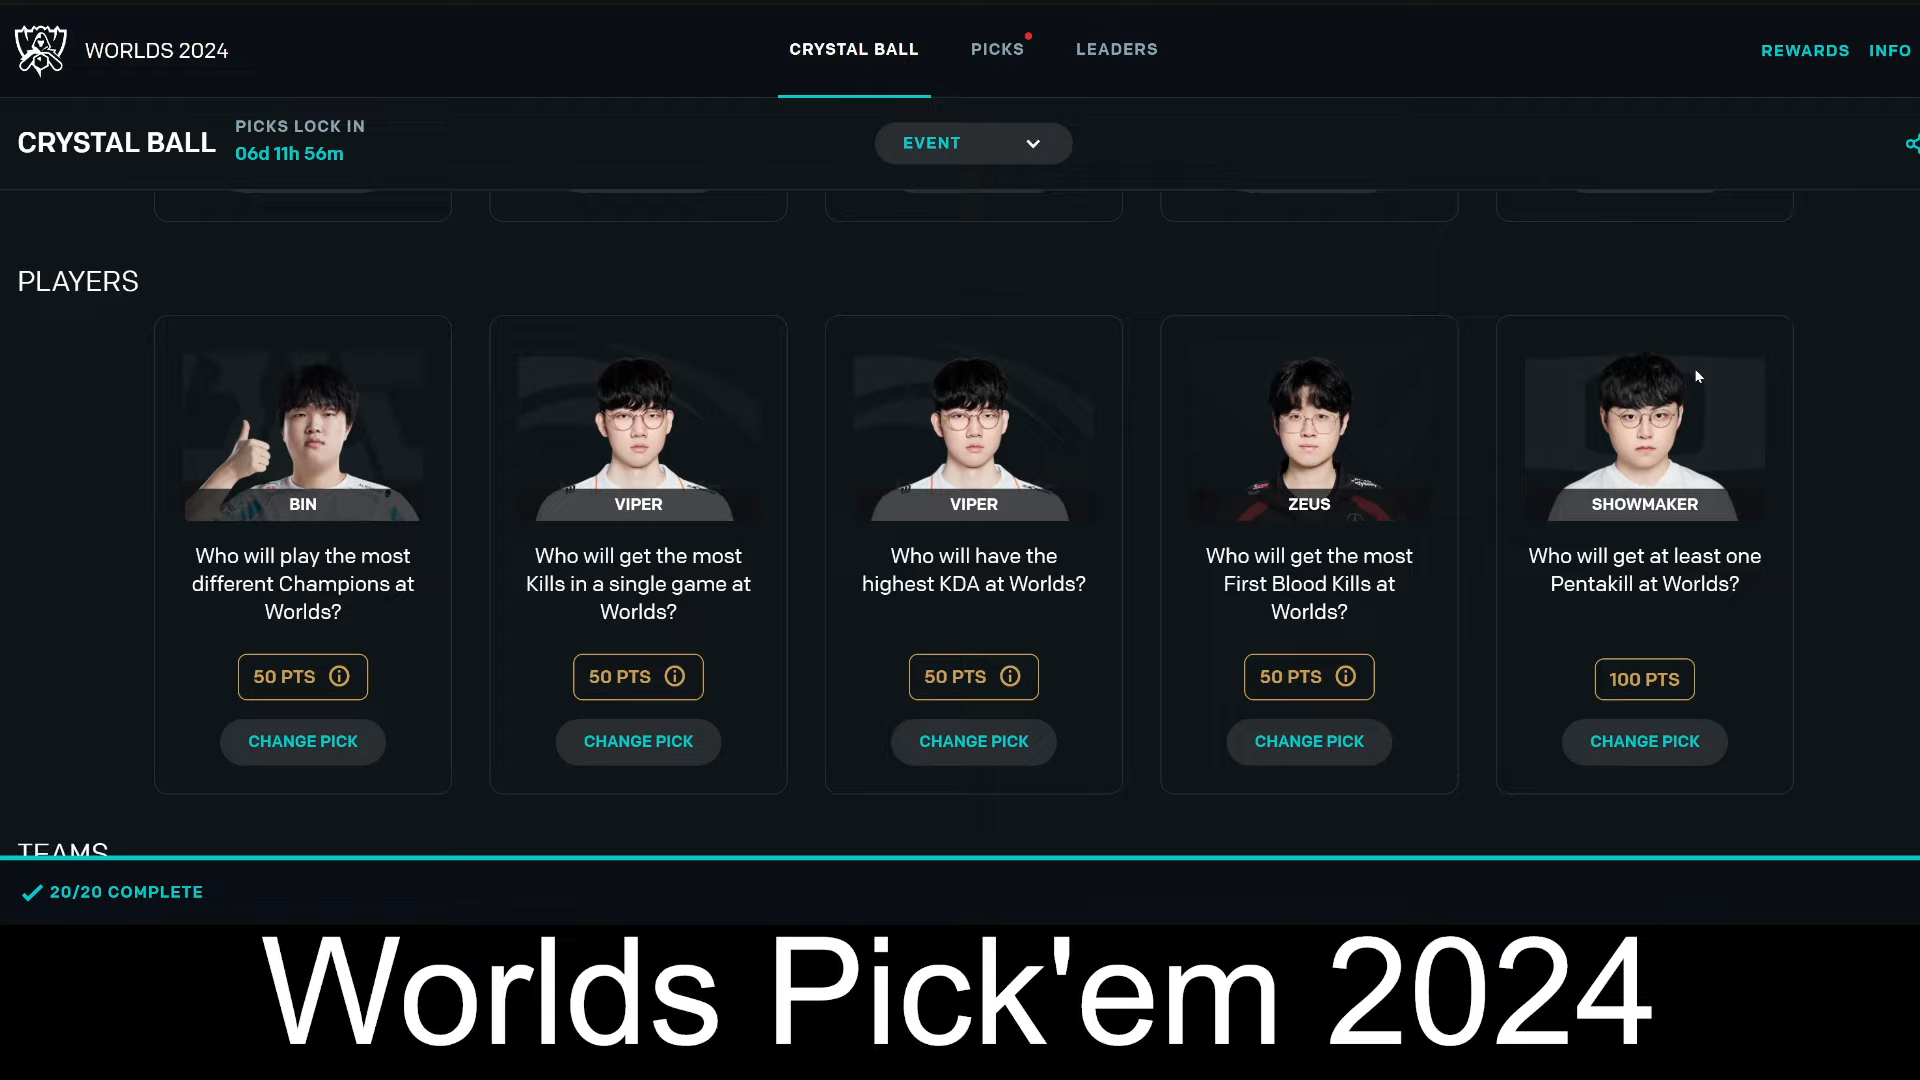 WORLDS 2024
CRYSTAL BALL
PICKS
LEADERS
REWARDS
INFO
CRYSTAL BALL
PICKS LOCK IN
06d 11h 56m
EVENT
PLAYERS
BIN
Who will play the most
different Champions at
Worlds?
50 PTS
CHANGE PICK
VIPER
Who will get the most
Kills in a single game at
Worlds?
50 PTS
CHANGE PICK
VIPER
Who will have the
highest KDA at Worlds?
50 PTS
CHANGE PICK
ZEUS
Who will get the most
First Blood Kills at
Worlds?
50 PTS
CHANGE PICK
SHOWMAKER
Who will get at least one
Pentakill at Worlds?
100 PTS
CHANGE PICK
TEAMS
20/20 COMPLETE
Worlds Pick'em 2024